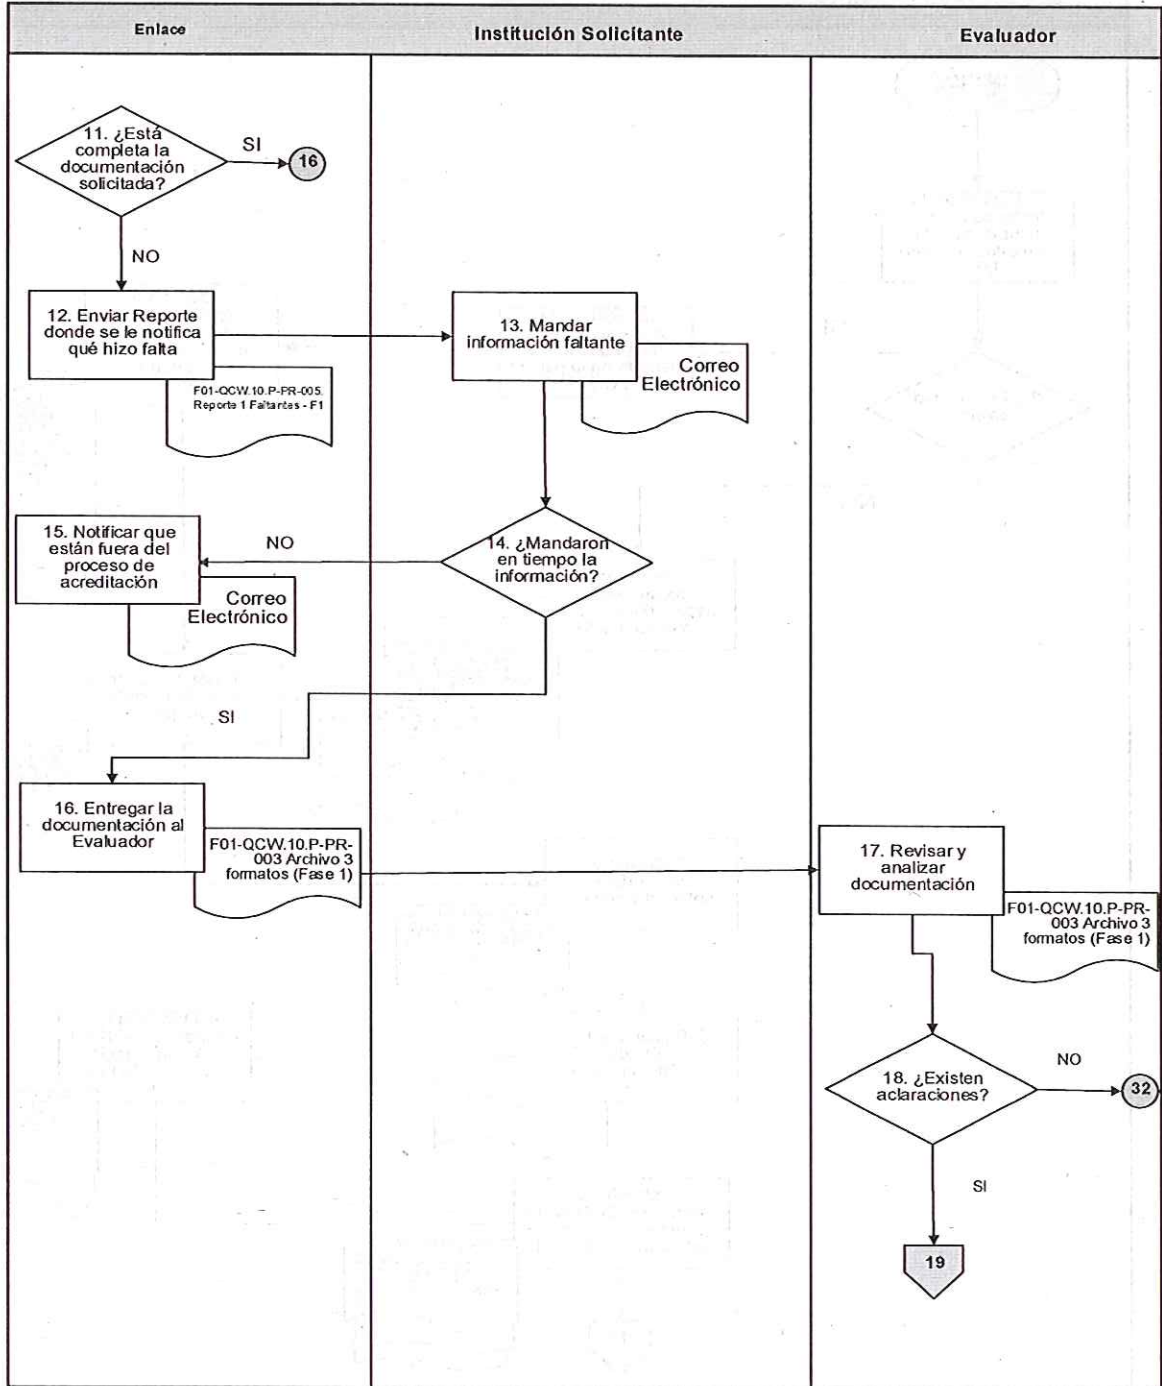 Enlace
Institución Solicitante
Evaluador
11. ¿Está
completa la
documentación
solicitada?
SI
16
NO
12. Enviar Reporte
donde se le notifica
qué hizo falta
F01-QCW.10.P-PR-005.
Reporte 1 Faltantes - F1
13. Mandar
información faltante
Correo
Electrónico
15. Notificar que
están fuera del
proceso de
acreditación
Correo
Electrónico
NO
14. ¿Mandaron
en tiempo la
información?
SI
16. Entregar la
documentación al
Evaluador
F01-QCW.10.P-PR-
003 Archivo 3
formatos (Fase 1)
17. Revisar y
analizar
documentación
F01-QCW.10.P-PR-
003 Archivo 3
formatos (Fase 1)
18. ¿Existen
aclaraciones?
NO
32
SI
19